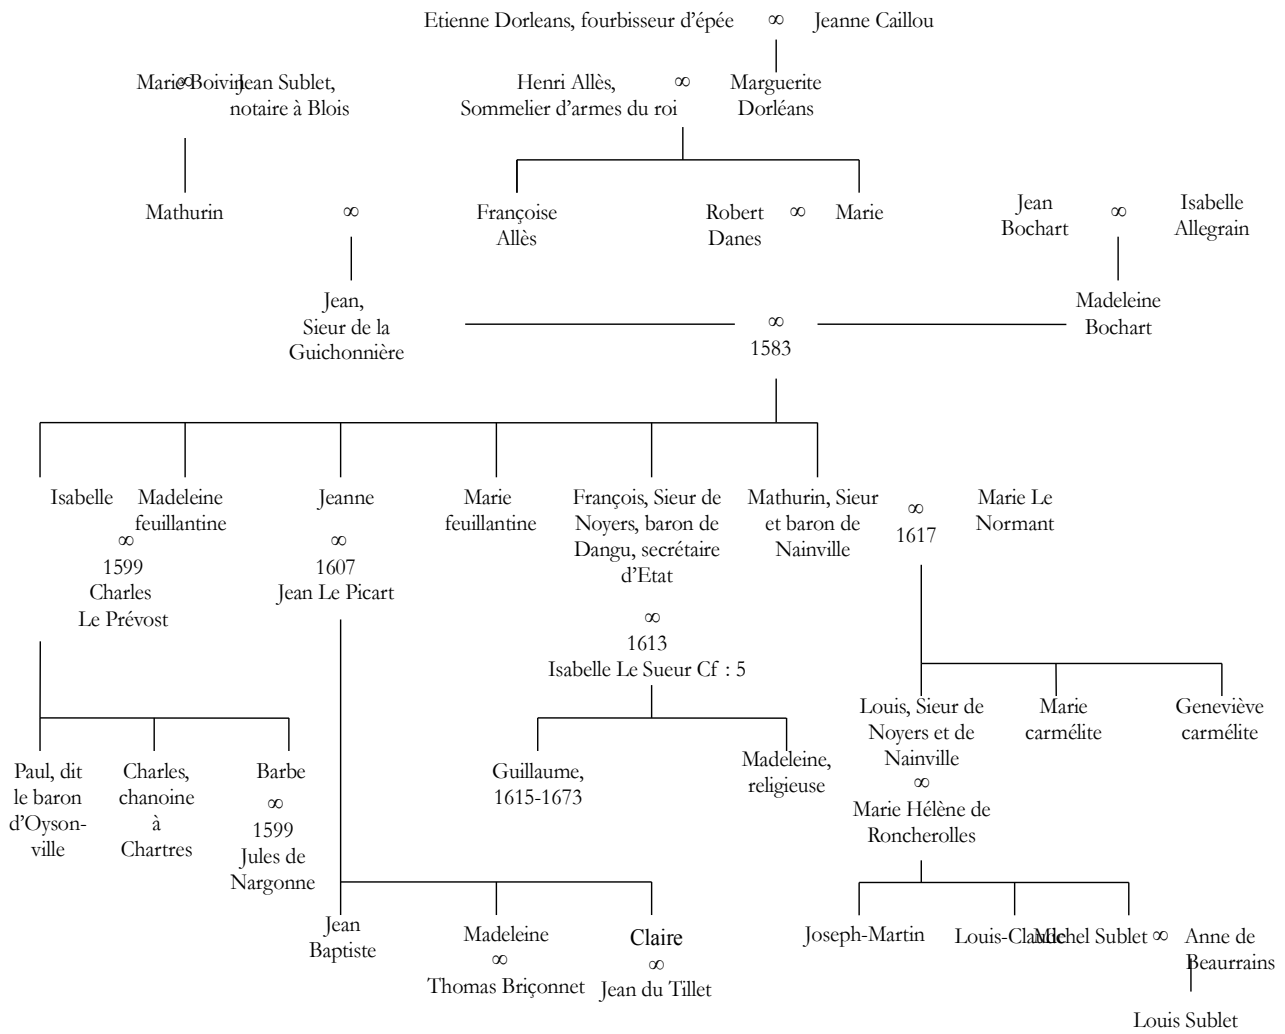 Etienne Dorleans, fourbisseur d'épée ∞ Jeanne Caillou
Marie Boivin ∞ Jean Sublet,
notaire à Blois
Henri Allès, ∞
Sommelier d'armes du roi
Marguerite
Dorléans
Mathurin ∞
Françoise
Allès
Robert ∞ Marie
Danes
Jean
Bochart
∞
Isabelle
Allegrain
Jean,
Sieur de la
Guichonnière
∞
1583
Madeleine
Bochart
Isabelle
∞
1599
Charles
Le Prévost
Madeleine
feuillantine
Jeanne
∞
1607
Jean Le Picart
Marie
feuillantine
François, Sieur de
Noyers, baron de
Dangu, secrétaire
d'Etat
∞
1613
Isabelle Le Sueur Cf : 5
Mathurin, Sieur
et baron de
Nainville
∞
1617
Marie Le
Normant
Paul, dit
le baron
d'Oyson-
ville
Charles,
chanoine
à
Chartres
Barbe
∞
1599
Jules de
Nargonne
Guillaume,
1615-1673
Madeleine,
religieuse
Louis, Sieur de
Noyers et de
Nainville
∞
Marie Hélène de
Roncherolles
Marie
carmélite
Geneviève
carmélite
Jean
Baptiste
Madeleine
∞
Thomas Briçonnet
Claire
∞
Jean du Tillet
Joseph-Martin
Louis-Claude
Michel Sublet ∞
Anne de
Beaurrains
Louis Sublet